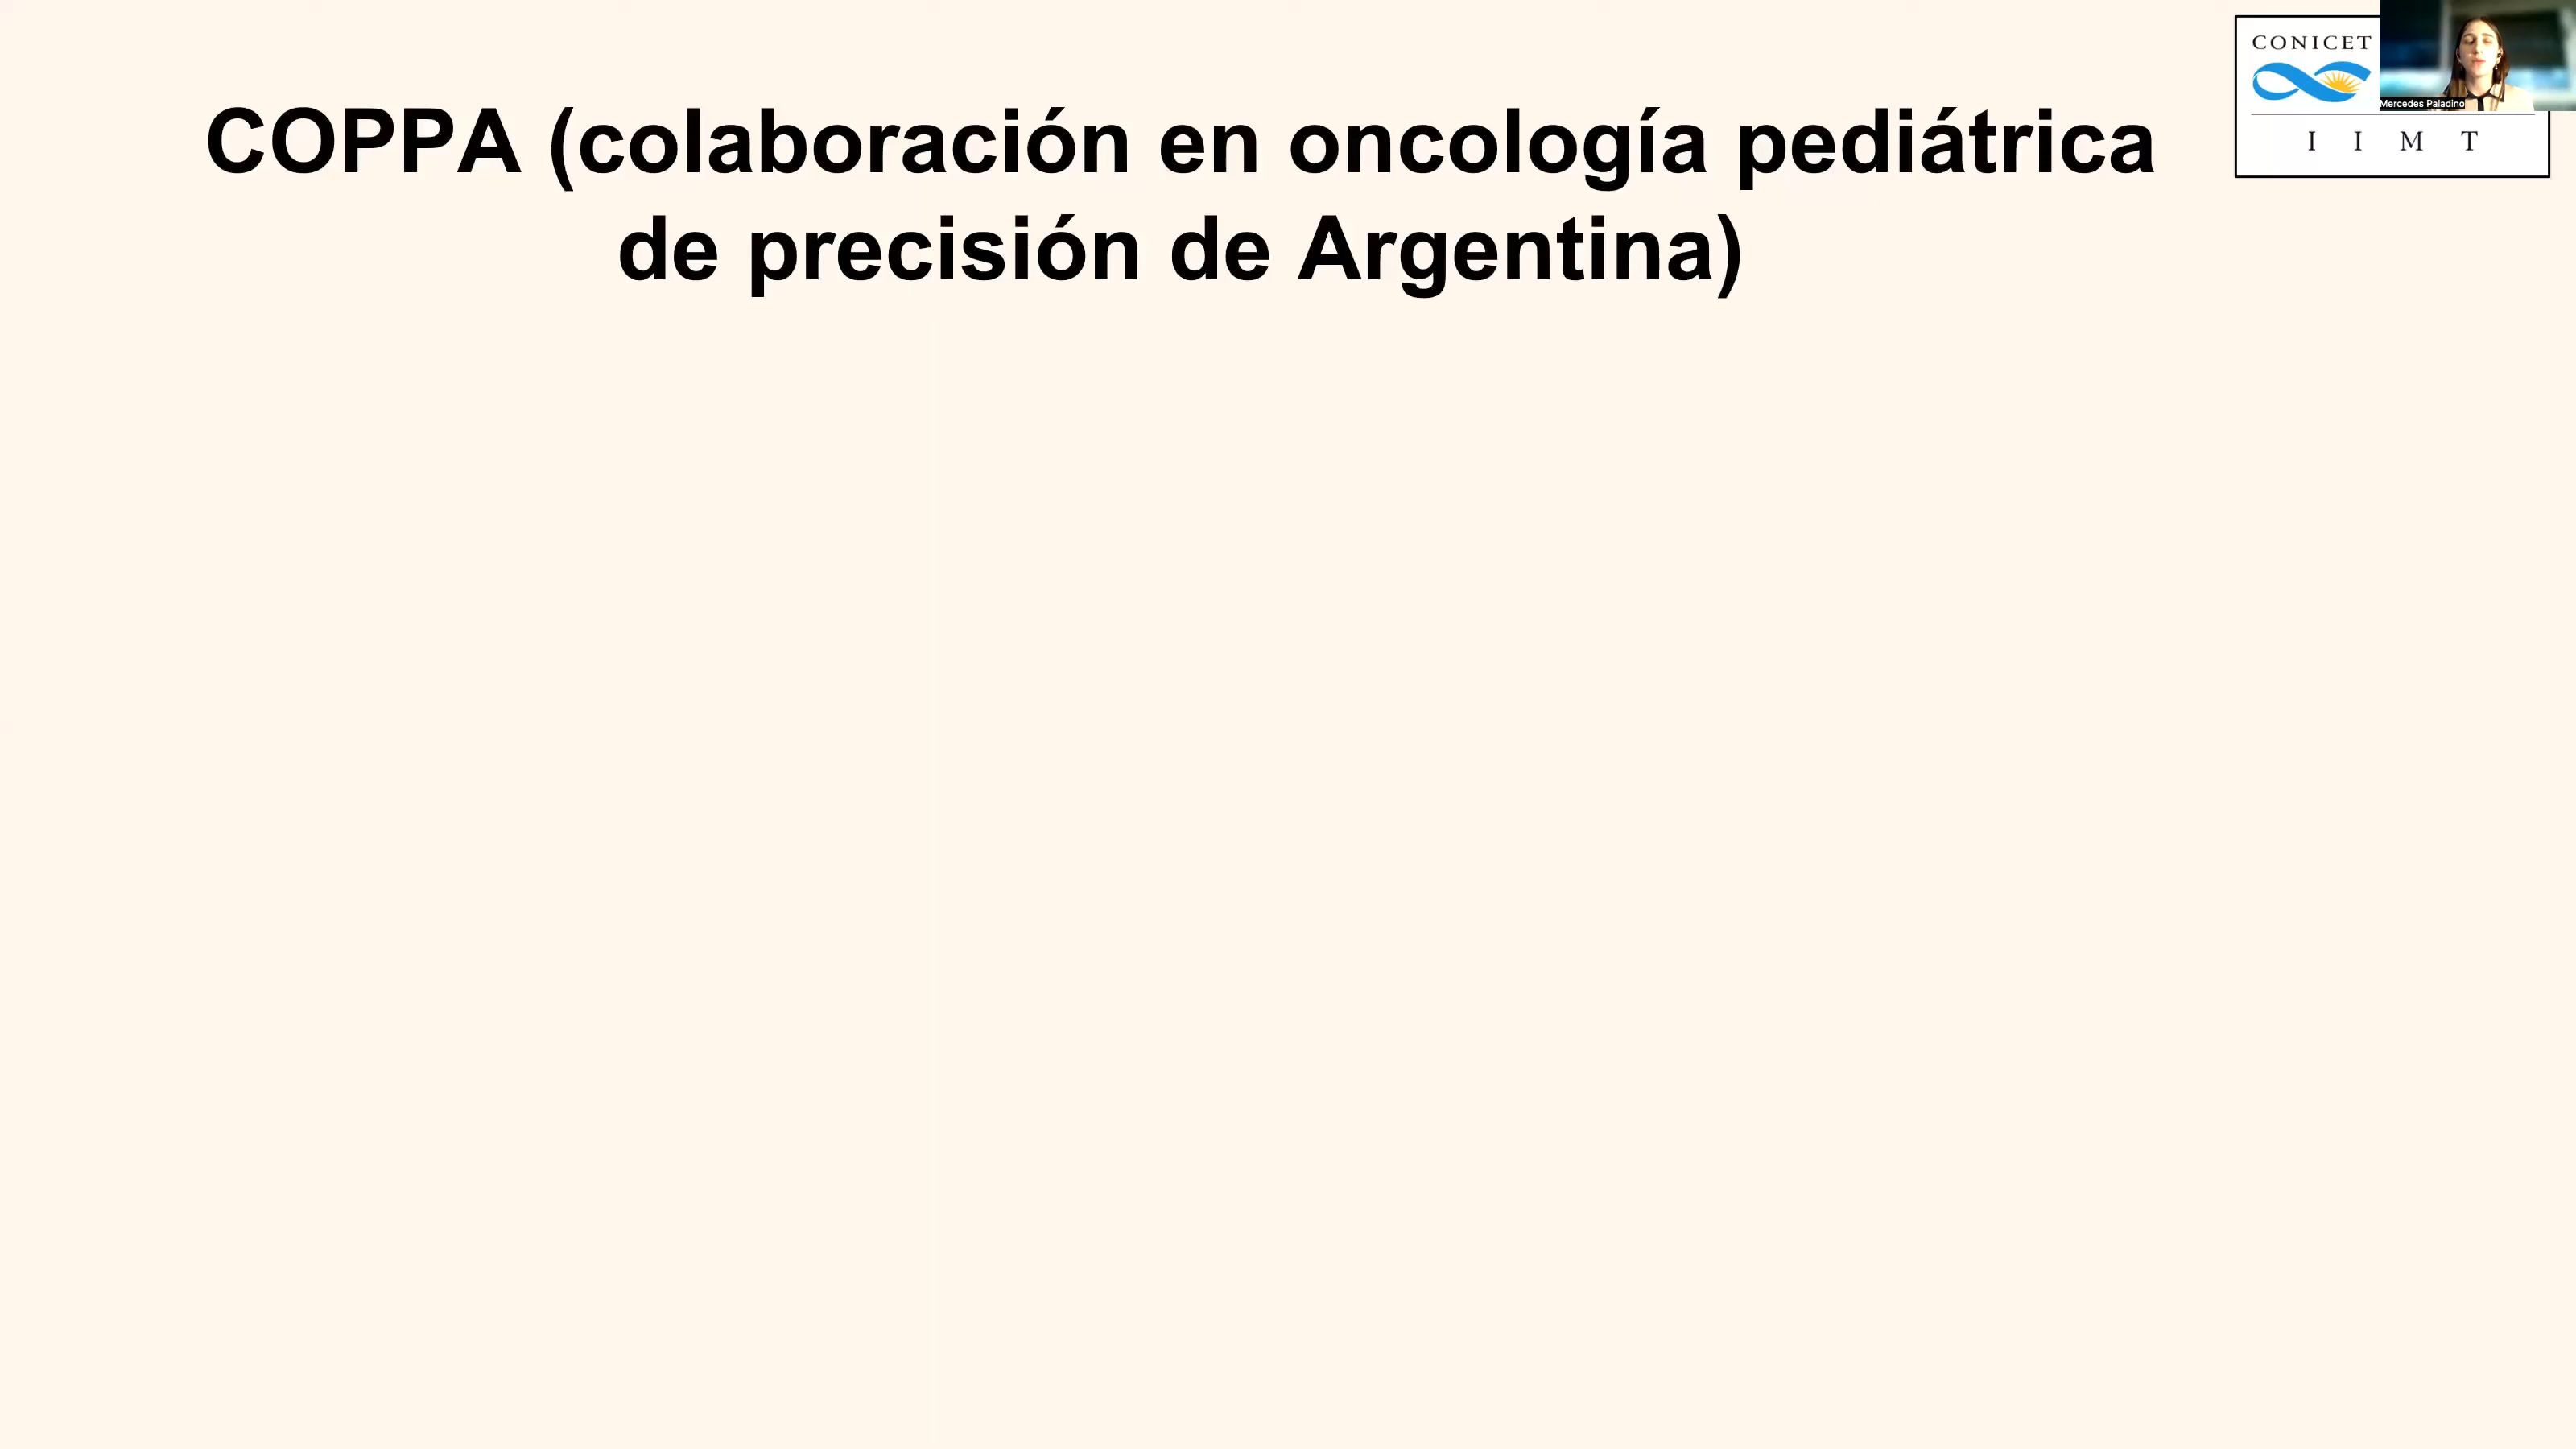 COPPA (colaboración en oncología pediátrica
de precisión de Argentina)
CONICET
I I M T
Mercedes Paladino